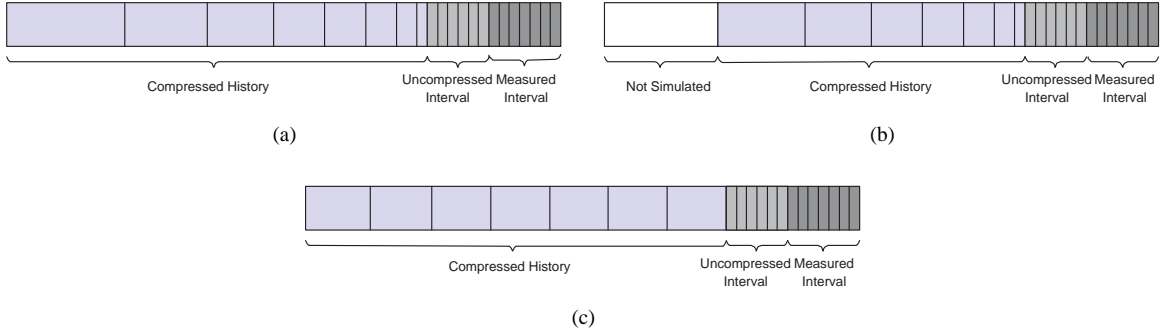 Compressed History
Uncompressed Interval
Measured Interval
(a)
Not Simulated
Compressed History
Uncompressed Interval
Measured Interval
(b)
Compressed History
Uncompressed Interval
Measured Interval
(c)